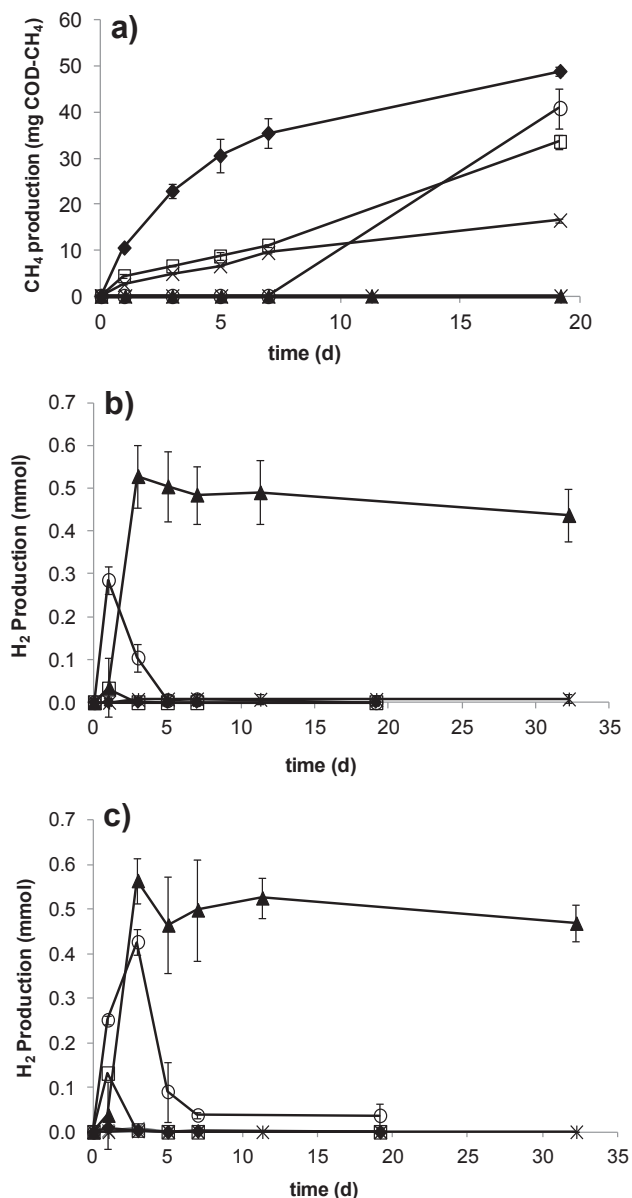 a)
CH₄ production (mg COD-CH₄)
60
50
40
30
20
10
0
0 5 10 15 20
time (d)
b)
H₂ Production (mmol)
0.7
0.6
0.5
0.4
0.3
0.2
0.1
0.0
0 5 10 15 20 25 30 35
time (d)
c)
H₂ Production (mmol)
0.7
0.6
0.5
0.4
0.3
0.2
0.1
0.0
0 5 10 15 20 25 30 35
time (d)